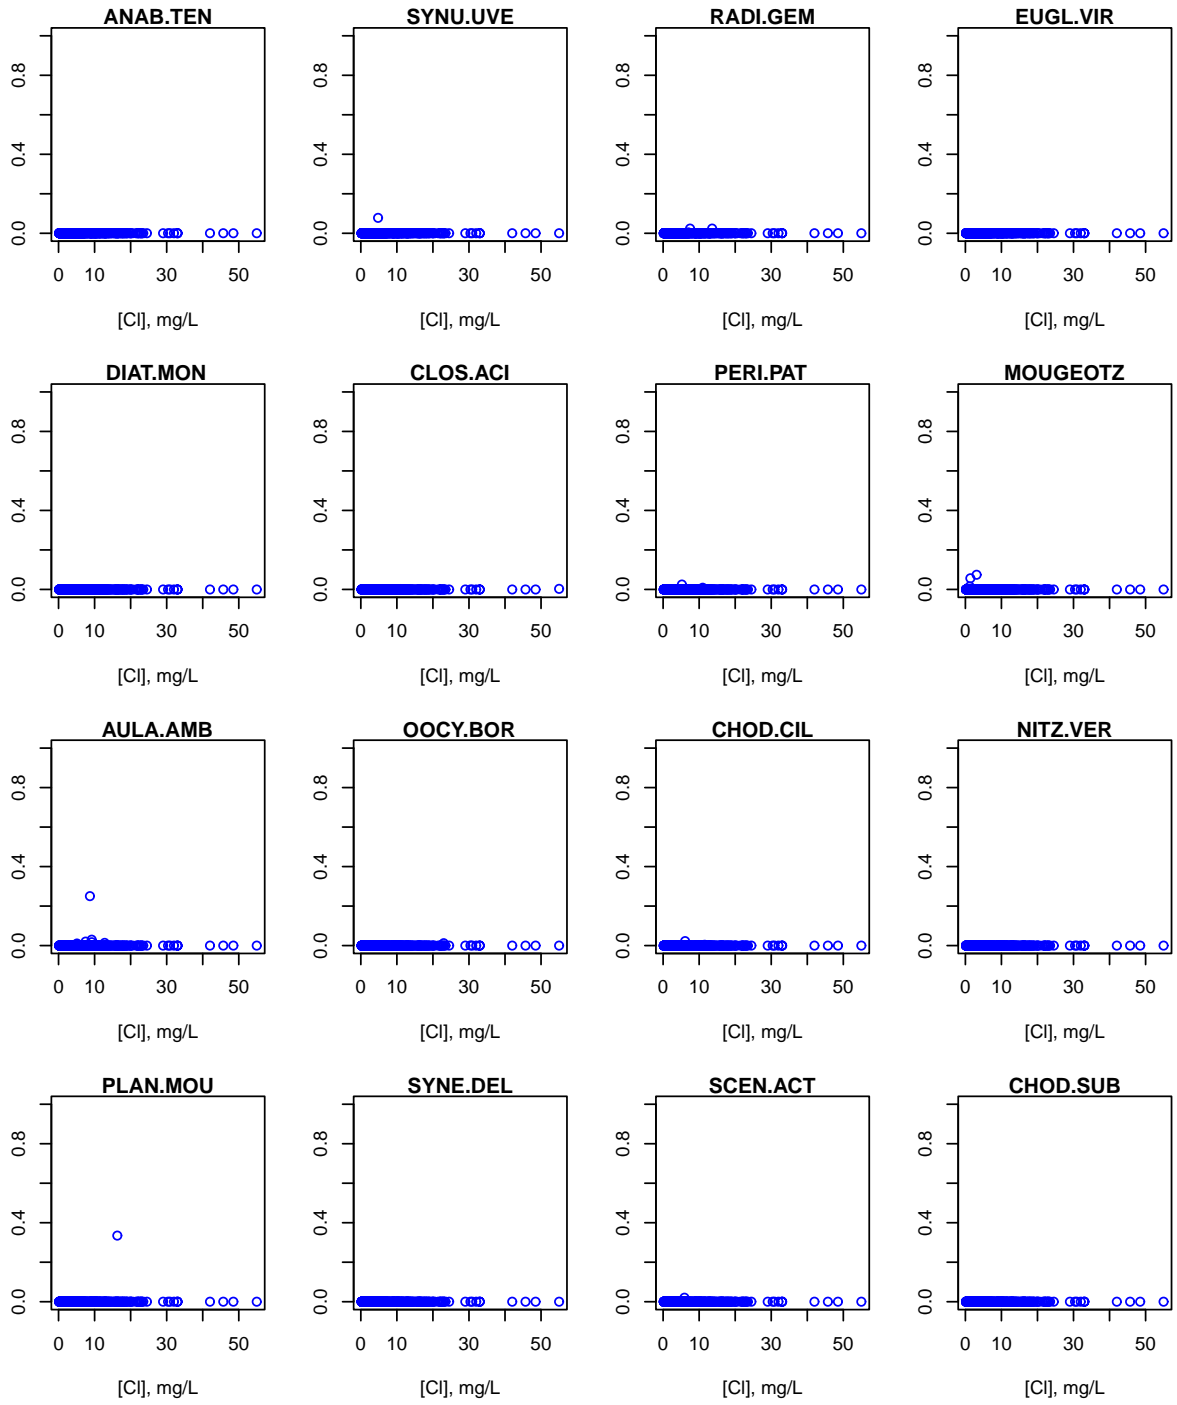 ANAB.TEN SYNU.UVE RADI.GEM EUGL.VIR
0.8 0.8 0.8 0.8
0.4 0.4 0.4 0.4
0.0 0.0 0.0 0.0
0 10 30 50 0 10 30 50 0 10 30 50 0 10 30 50
[Cl], mg/L [Cl], mg/L [Cl], mg/L [Cl], mg/L
DIAT.MON CLOS.ACI PERI.PAT MOUGEOTZ
0.8 0.8 0.8 0.8
0.4 0.4 0.4 0.4
0.0 0.0 0.0 0.0
0 10 30 50 0 10 30 50 0 10 30 50 0 10 30 50
[Cl], mg/L [Cl], mg/L [Cl], mg/L [Cl], mg/L
AULA.AMB OOCY.BOR CHOD.CIL NITZ.VER
0.8 0.8 0.8 0.8
0.4 0.4 0.4 0.4
0.0 0.0 0.0 0.0
0 10 30 50 0 10 30 50 0 10 30 50 0 10 30 50
[Cl], mg/L [Cl], mg/L [Cl], mg/L [Cl], mg/L
PLAN.MOU SYNE.DEL SCEN.ACT CHOD.SUB
0.8 0.8 0.8 0.8
0.4 0.4 0.4 0.4
0.0 0.0 0.0 0.0
0 10 30 50 0 10 30 50 0 10 30 50 0 10 30 50
[Cl], mg/L [Cl], mg/L [Cl], mg/L [Cl], mg/L